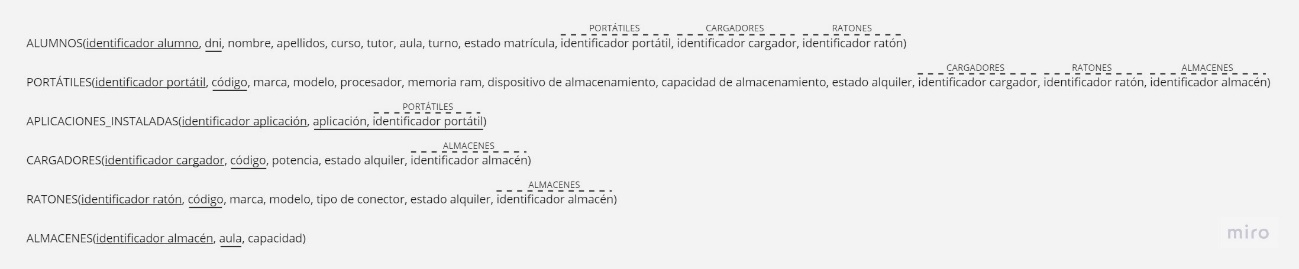 PORTÁTILES CARGADORES RATONES
ALUMNOS(identificador alumno, dni, nombre, apellidos, curso, tutor, aula, turno, estado matrícula, identificador portátil, identificador cargador, identificador ratón)
CARGADORES RATONES ALMACENES
PORTÁTILES(identificador portátil, código, marca, modelo, procesador, memoria ram, dispositivo de almacenamiento, capacidad de almacenamiento, estado alquiler, identificador cargador, identificador ratón, identificador almacén)
PORTÁTILES
APLICACIONES_INSTALADAS(identificador aplicación, aplicación, identificador portátil)
ALMACENES
CARGADORES(identificador cargador, código, potencia, estado alquiler, identificador almacén)
ALMACENES
RATONES(identificador ratón, código, marca, modelo, tipo de conector, estado alquiler, identificador almacén)
ALMACENES(identificador almacén, aula, capacidad)
miro